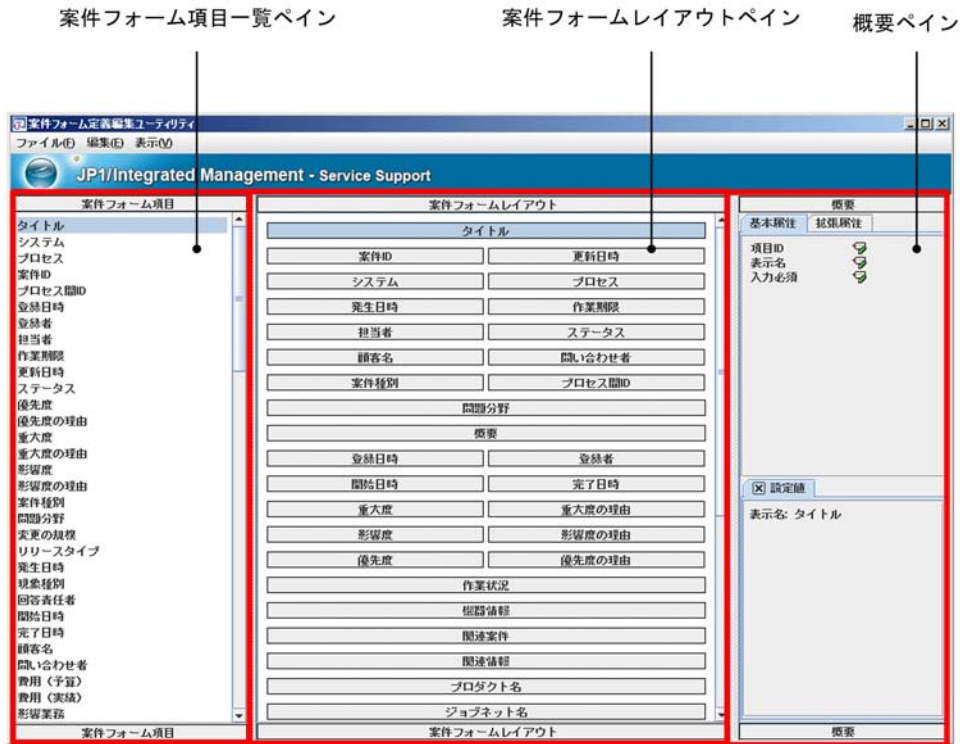 案件フォーム項目一覧ペイン
案件フォームレイアウトペイン
概要ペイン
案件フォーム定義編集ユーティリティ
ファイル(F) 編集(E) 表示(V)
JP1/Integrated Management - Service Support
案件フォーム項目
タイトル
システム
プロセス
案件ID
プロセス間ID
登録日時
登録者
担当者
作業期限
更新日時
ステータス
優先度
優先度の理由
重大度
重大度の理由
影響度
影響度の理由
案件種別
問題分野
変更の規模
リリースタイプ
発生日時
現象種別
回答責任者
開始日時
完了日時
顧客名
問い合わせ者
費用（予算）
費用（実績）
影響業務
案件フォーム項目
案件フォームレイアウト
タイトル
案件ID 更新日時
システム プロセス
発生日時 作業期限
担当者 ステータス
顧客名 問い合わせ者
案件種別 プロセス間ID
問題分野
概要
登録日時 登録者
開始日時 完了日時
重大度 重大度の理由
影響度 影響度の理由
優先度 優先度の理由
作業状況
機器情報
関連案件
関連情報
プロダクト名
ジョブネット名
案件フォームレイアウト
概要
基本属性 拡張属性
項目ID
表示名
入力必須
設定値
表示名: タイトル
概要